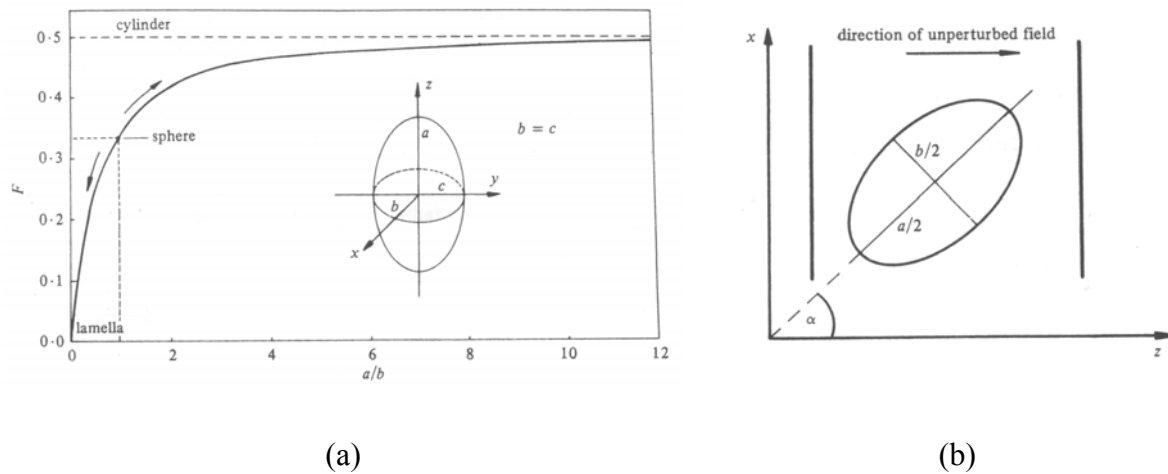 cylinder
0·5
0·4
0·3
0·2
0·1
0·0
F
sphere
lamella
0
2
4
6
8
10
12
a/b
z
a
b = c
y
c
b
x
(a)
x
direction of unperturbed field
b/2
a/2
α
z
(b)